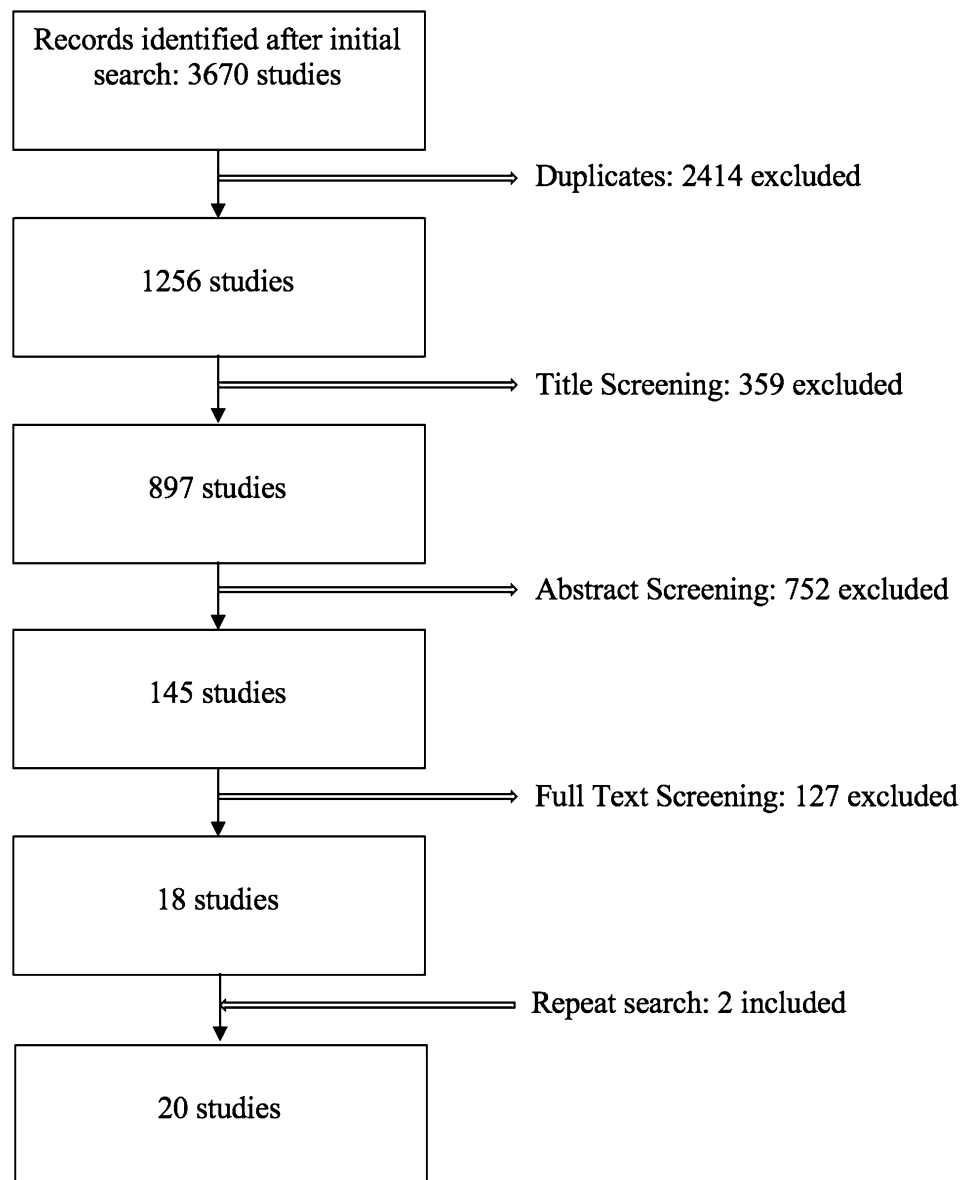 Records identified after initial
search: 3670 studies
Duplicates: 2414 excluded
1256 studies
Title Screening: 359 excluded
897 studies
Abstract Screening: 752 excluded
145 studies
Full Text Screening: 127 excluded
18 studies
Repeat search: 2 included
20 studies